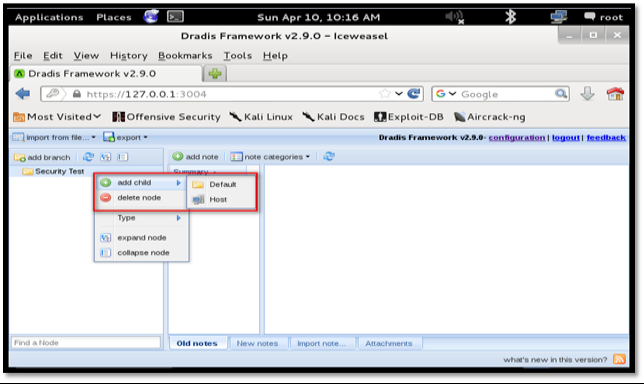 Applications Places Sun Apr 10, 10:16 AM root
Dradis Framework v2.9.0 - Iceweasel
File Edit View History Bookmarks Tools Help
Dradis Framework v2.9.0
https://127.0.0.1:3004 Google
Most Visited Offensive Security Kali Linux Kali Docs Exploit-DB Aircrack-ng
import from file... export Dradis Framework v2.9.0- configuration | logout | feedback
add branch add note note categories
Security Test Summary
add child Default
delete node Host
Type
expand node
collapse node
Find a Node Old notes New notes Import note... Attachments
what's new in this version?